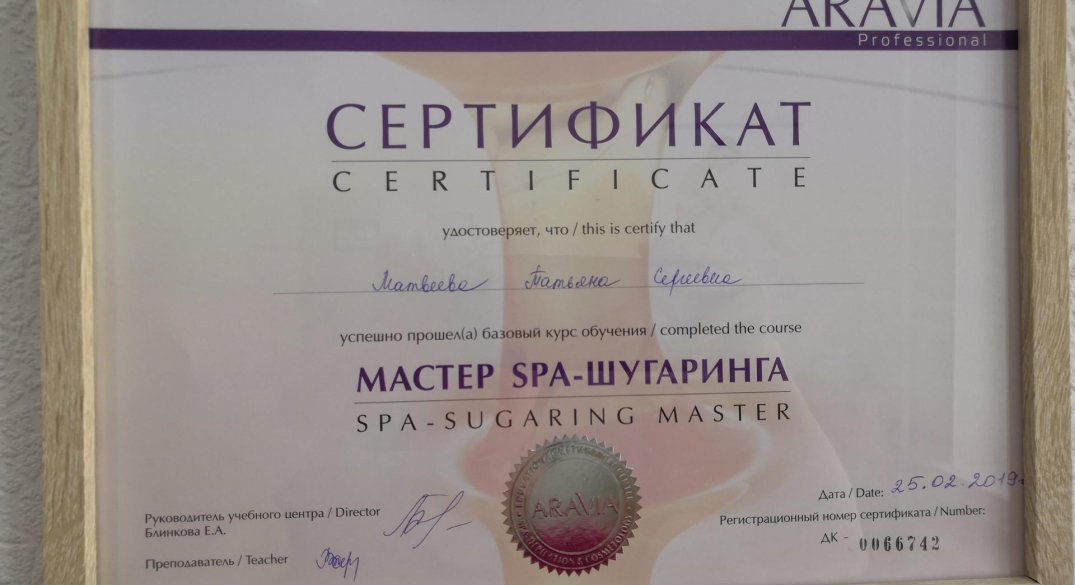 ARAVIA
Professional
СЕРТИФИКАТ
CERTIFICATE
удостоверяет, что / this is certify that
Матвеева Татьяна Сергеевна
успешно прошел(а) базовый курс обучения / completed the course
МАСТЕР SPA-ШУГАРИНГА
SPA-SUGARING MASTER
ARAVIA
Дата / Date: 25.02.2019г.
Руководитель учебного центра / Director
Блинкова Е.А.
Регистрационный номер сертификата / Number:
ДК - 0066742
Преподаватель / Teacher